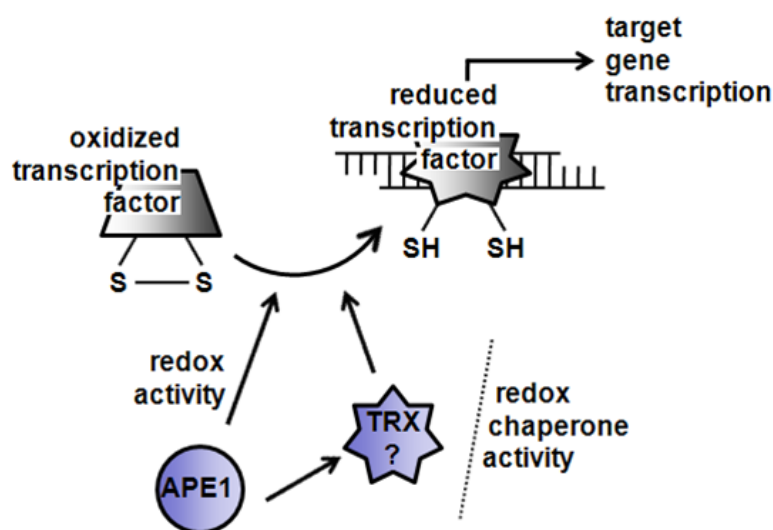 target
gene
transcription
reduced
transcription
factor
oxidized
transcription
factor
SH SH
S S
redox
activity
TRX
?
redox
chaperone
activity
APE1